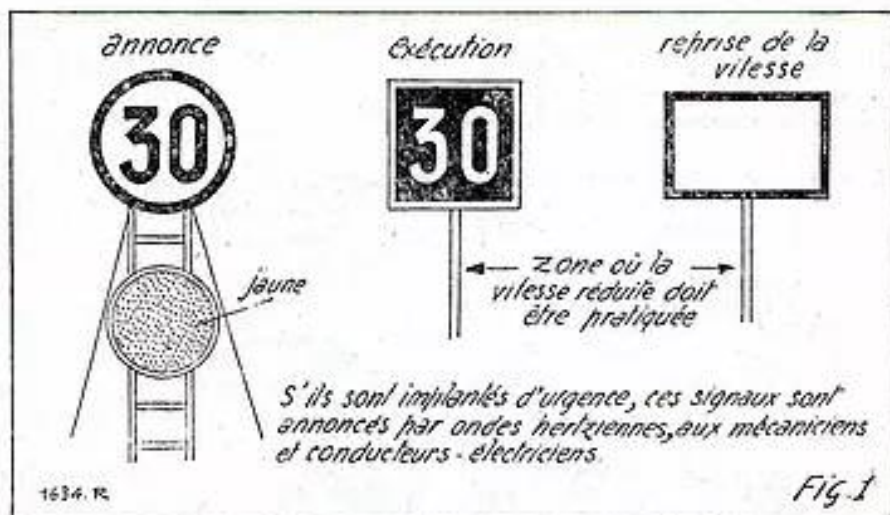 annonce
30
jaune
exécution
30
reprise de la
vitesse
zone où la
vitesse réduite doit
être pratiquée
S'ils sont implantés d'urgence, ces signaux sont
annoncés par ondes hertziennes, aux mécaniciens
et conducteurs-électriciens.
1634.R
Fig.1